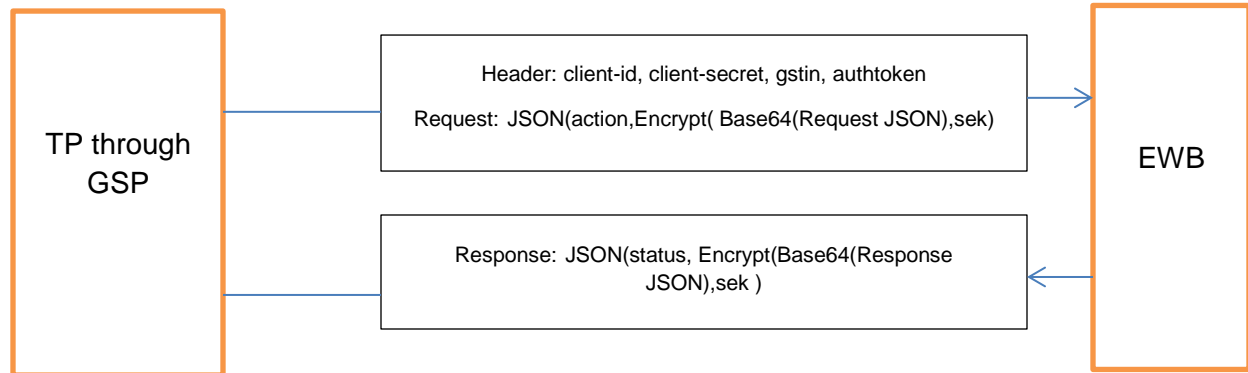 TP through
GSP
Header: client-id, client-secret, gstin, authtoken
Request: JSON(action,Encrypt( Base64(Request JSON),sek)
Response: JSON(status, Encrypt(Base64(Response
JSON),sek )
EWB